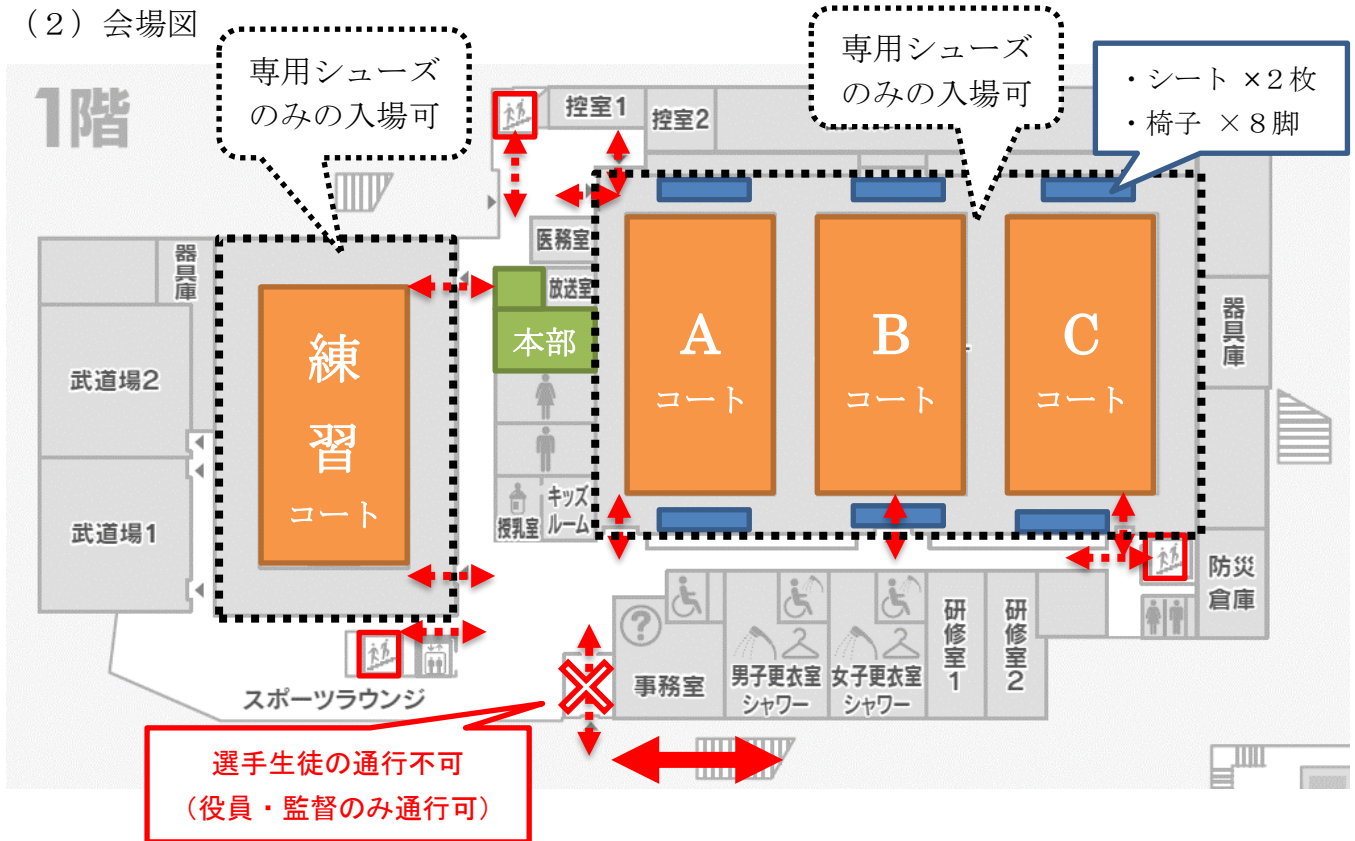 （２）会場図
専用シューズ
のみの入場可
専用シューズ
のみの入場可
・シート ×２枚
・椅子 ×８脚
1階
控室1
控室2
医務室
放送室
本部
器具庫
武道場2
武道場1
練習
コート
A
コート
B
コート
C
コート
器具庫
授乳室
キッズ
ルーム
防災
倉庫
?
事務室
男子更衣室
シャワー
女子更衣室
シャワー
研修室1
研修室2
スポーツラウンジ
選手生徒の通行不可
（役員・監督のみ通行可）